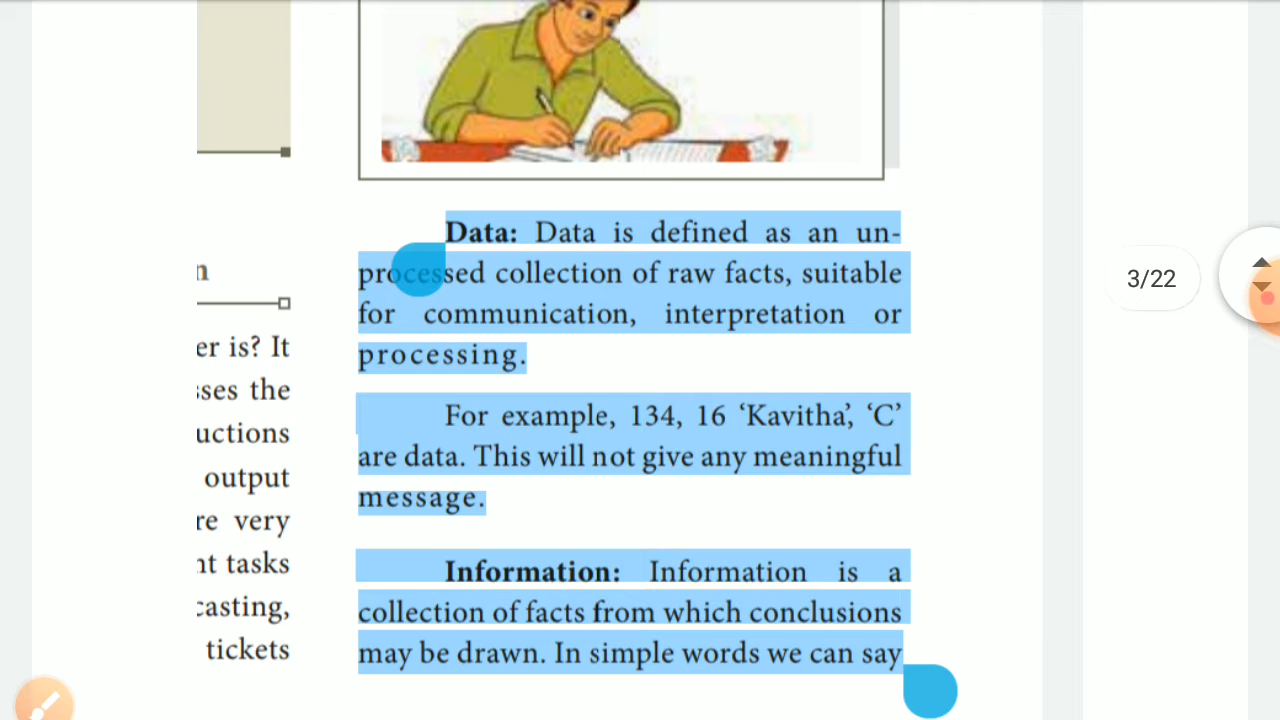 n
er is? It
sses the
uctions
output
re very
nt tasks
casting,
tickets
Data: Data is defined as an un-
processed collection of raw facts, suitable
for communication, interpretation or
processing.
For example, 134, 16 ‘Kavitha’, ‘C’
are data. This will not give any meaningful
message.
Information: Information is a
collection of facts from which conclusions
may be drawn. In simple words we can say
3/22